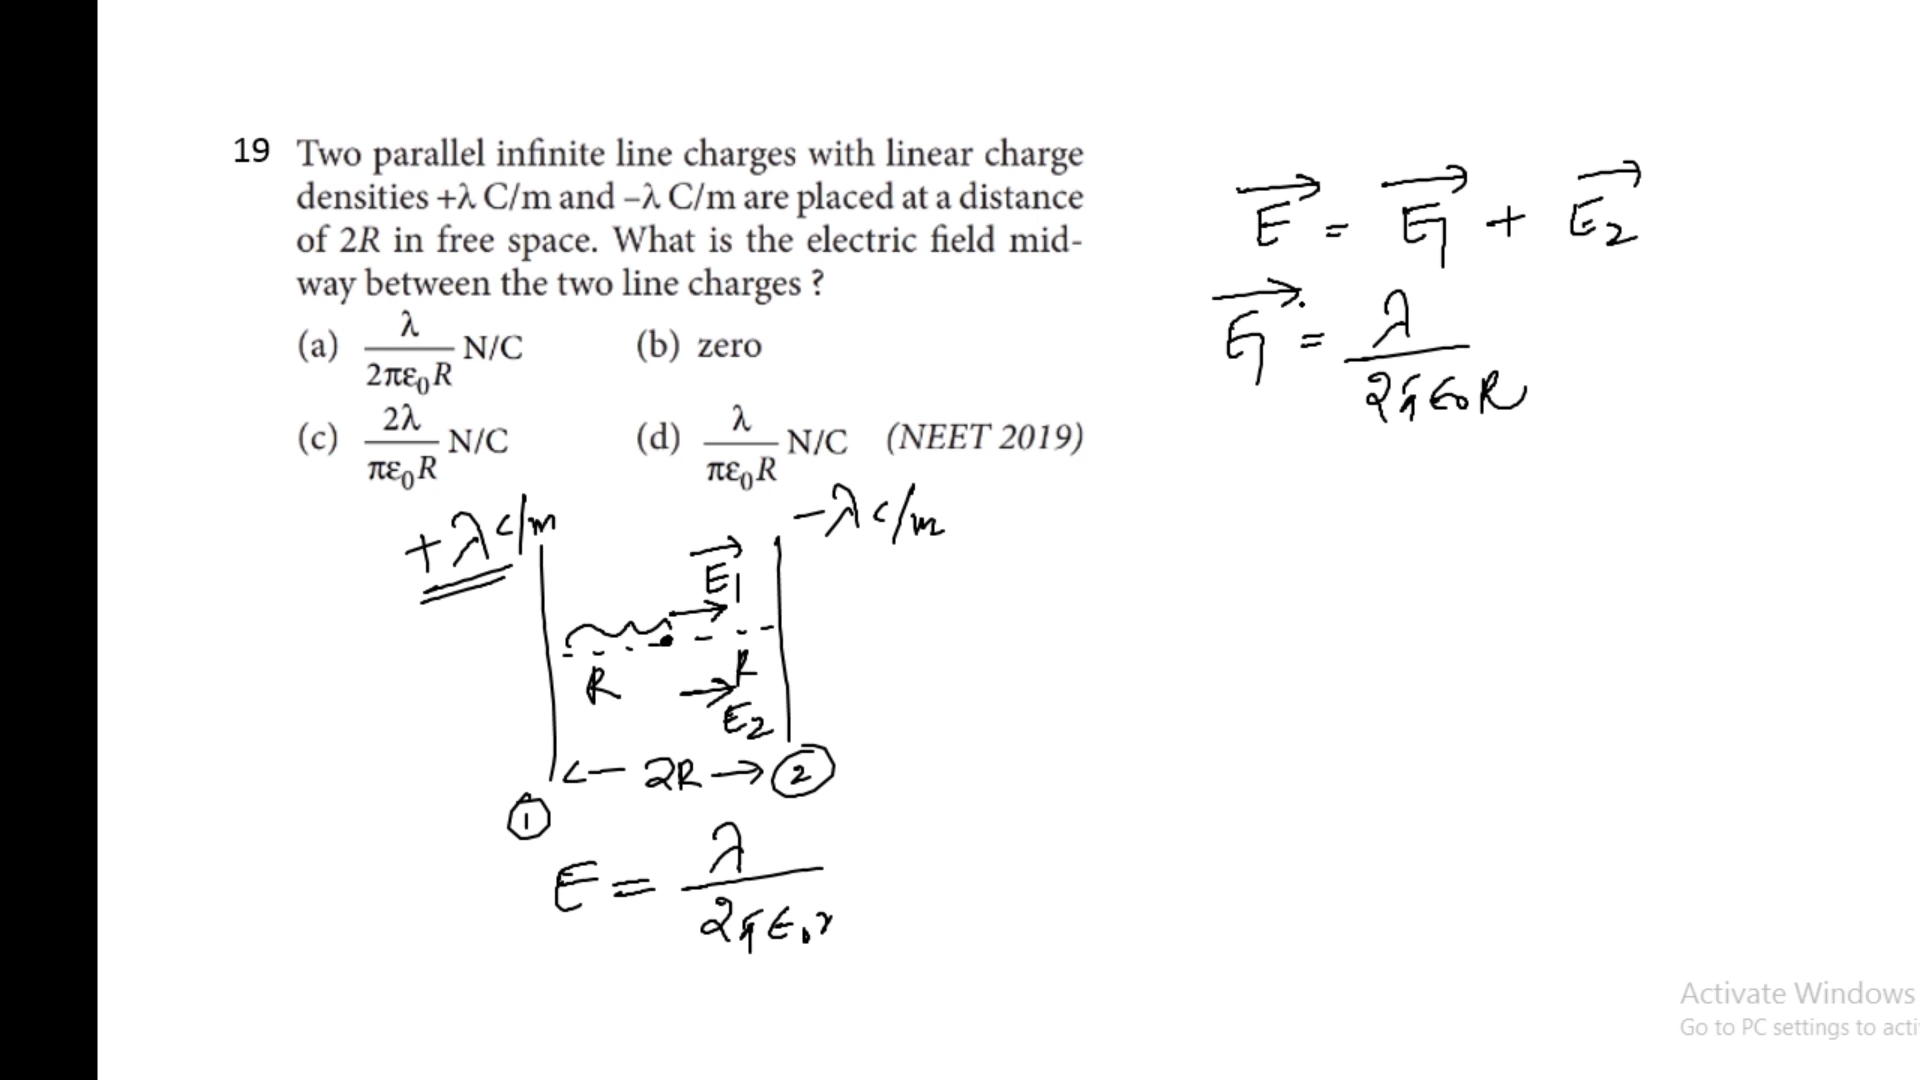 19 Two parallel infinite line charges with linear charge
densities +λ C/m and –λ C/m are placed at a distance
of 2R in free space. What is the electric field mid-
way between the two line charges ?
(a) λ/2πε₀R N/C (b) zero
(c) 2λ/πε₀R N/C (d) λ/πε₀R N/C (NEET 2019)
+λ C/m
-λ C/m
E₁
R
R
E₂
<— 2R —>
1
2
E = λ/2πε₀r
E = E₁ + E₂
E₁ = λ/2πε₀R
Activate Windows
Go to PC settings to acti